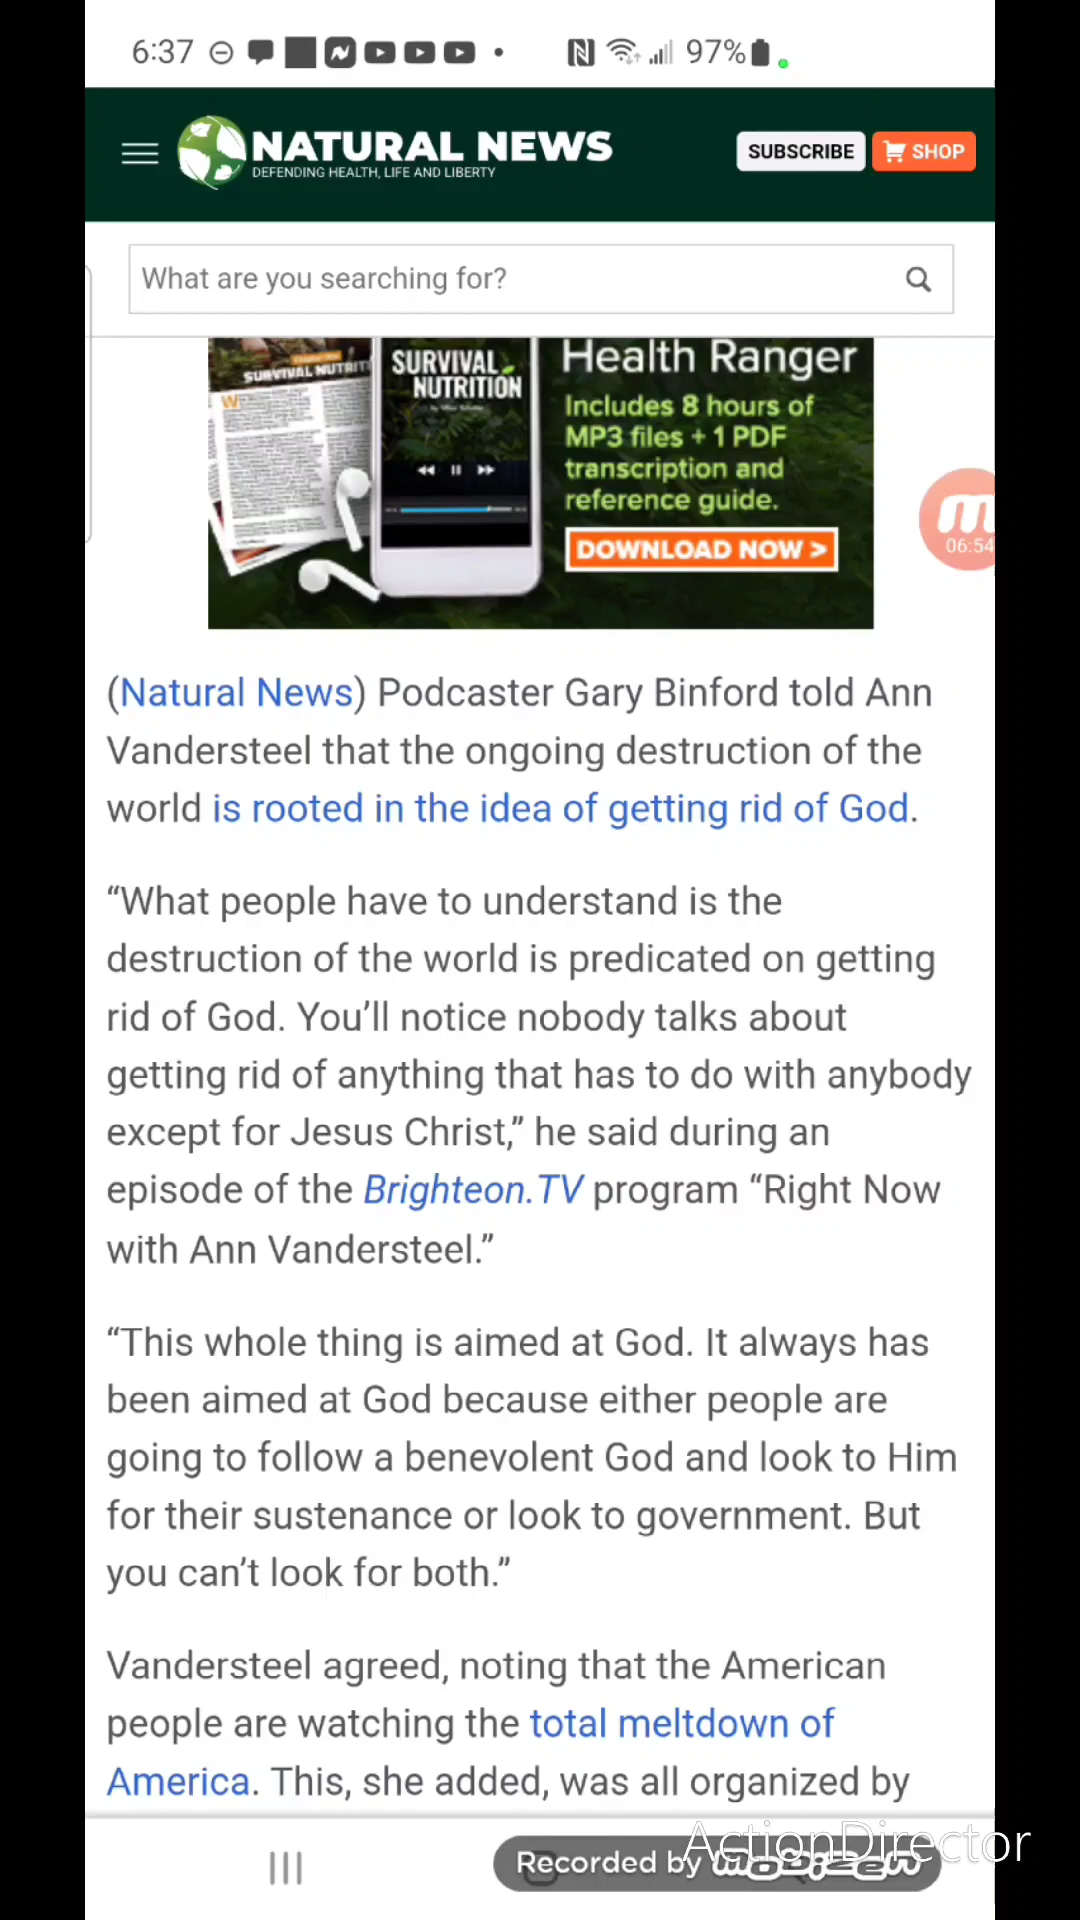 6:37
97%
NATURAL NEWS
DEFENDING HEALTH, LIFE AND LIBERTY
SUBSCRIBE
SHOP
What are you searching for?
SURVIVAL NUTRIT
SURVIVAL
NUTRITION
Health Ranger
Includes 8 hours of
MP3 files + 1 PDF
transcription and
reference guide.
DOWNLOAD NOW >
06:54
(Natural News) Podcaster Gary Binford told Ann
Vandersteel that the ongoing destruction of the
world is rooted in the idea of getting rid of God.
“What people have to understand is the
destruction of the world is predicated on getting
rid of God. You’ll notice nobody talks about
getting rid of anything that has to do with anybody
except for Jesus Christ,” he said during an
episode of the Brighteon.TV program “Right Now
with Ann Vandersteel.”
“This whole thing is aimed at God. It always has
been aimed at God because either people are
going to follow a benevolent God and look to Him
for their sustenance or look to government. But
you can’t look for both.”
Vandersteel agreed, noting that the American
people are watching the total meltdown of
America. This, she added, was all organized by
ActionDirector
Recorded by mobizen